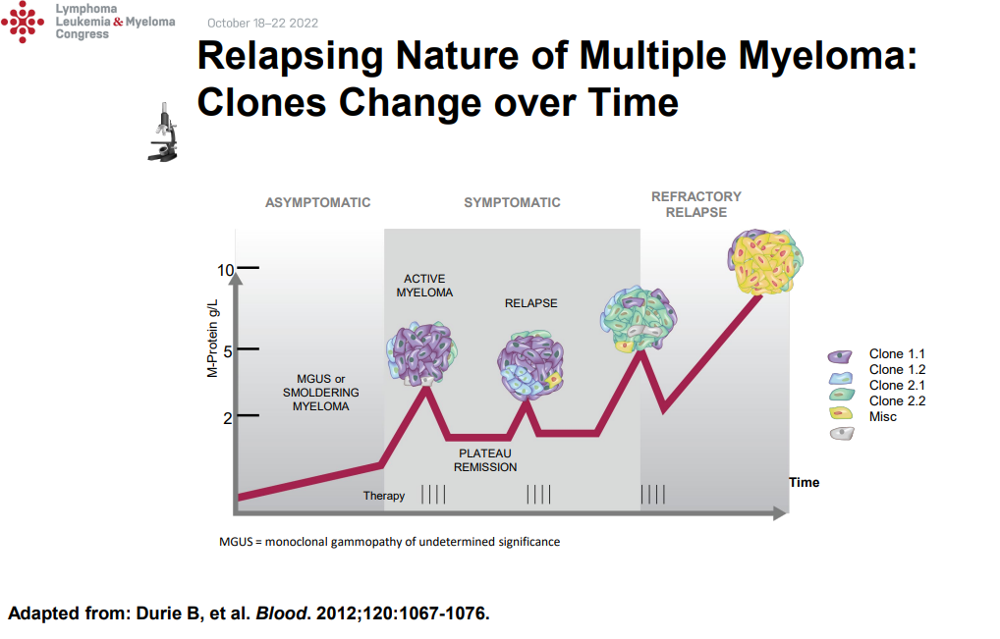 Lymphoma
Leukemia & Myeloma
Congress
October 18–22 2022
Relapsing Nature of Multiple Myeloma:
Clones Change over Time
ASYMPTOMATIC
SYMPTOMATIC
REFRACTORY
RELAPSE
10
5
2
M-Protein g/L
ACTIVE
MYELOMA
RELAPSE
MGUS or
SMOLDERING
MYELOMA
PLATEAU
REMISSION
Therapy
Time
Clone 1.1
Clone 1.2
Clone 2.1
Clone 2.2
Misc
MGUS = monoclonal gammopathy of undetermined significance
Adapted from: Durie B, et al. Blood. 2012;120:1067-1076.